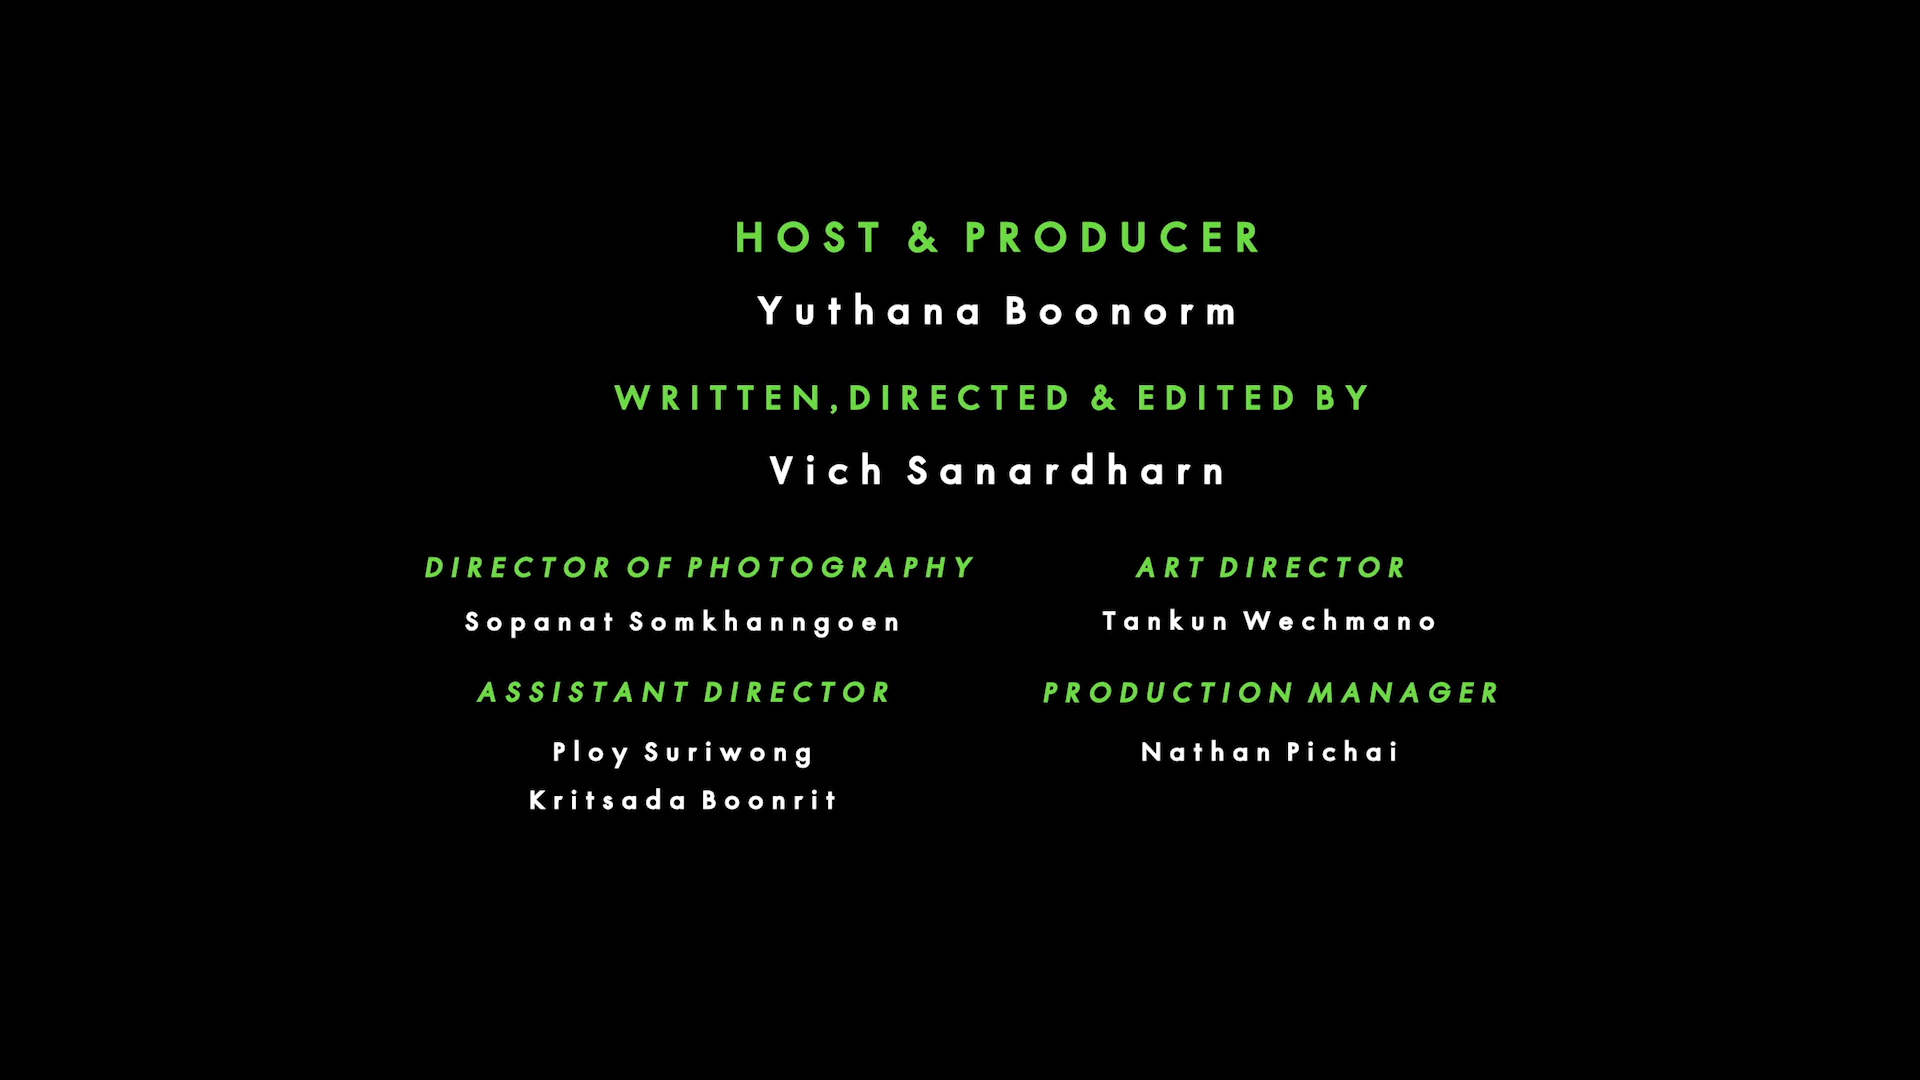 HOST & PRODUCER
Yuthana Boonorm
WRITTEN,DIRECTED & EDITED BY
Vich Sanardharn
DIRECTOR OF PHOTOGRAPHY
Sopanat Somkhanngoen
ART DIRECTOR
Tankun Wechmano
ASSISTANT DIRECTOR
Ploy Suriwong
Kritsada Boonrit
PRODUCTION MANAGER
Nathan Pichai